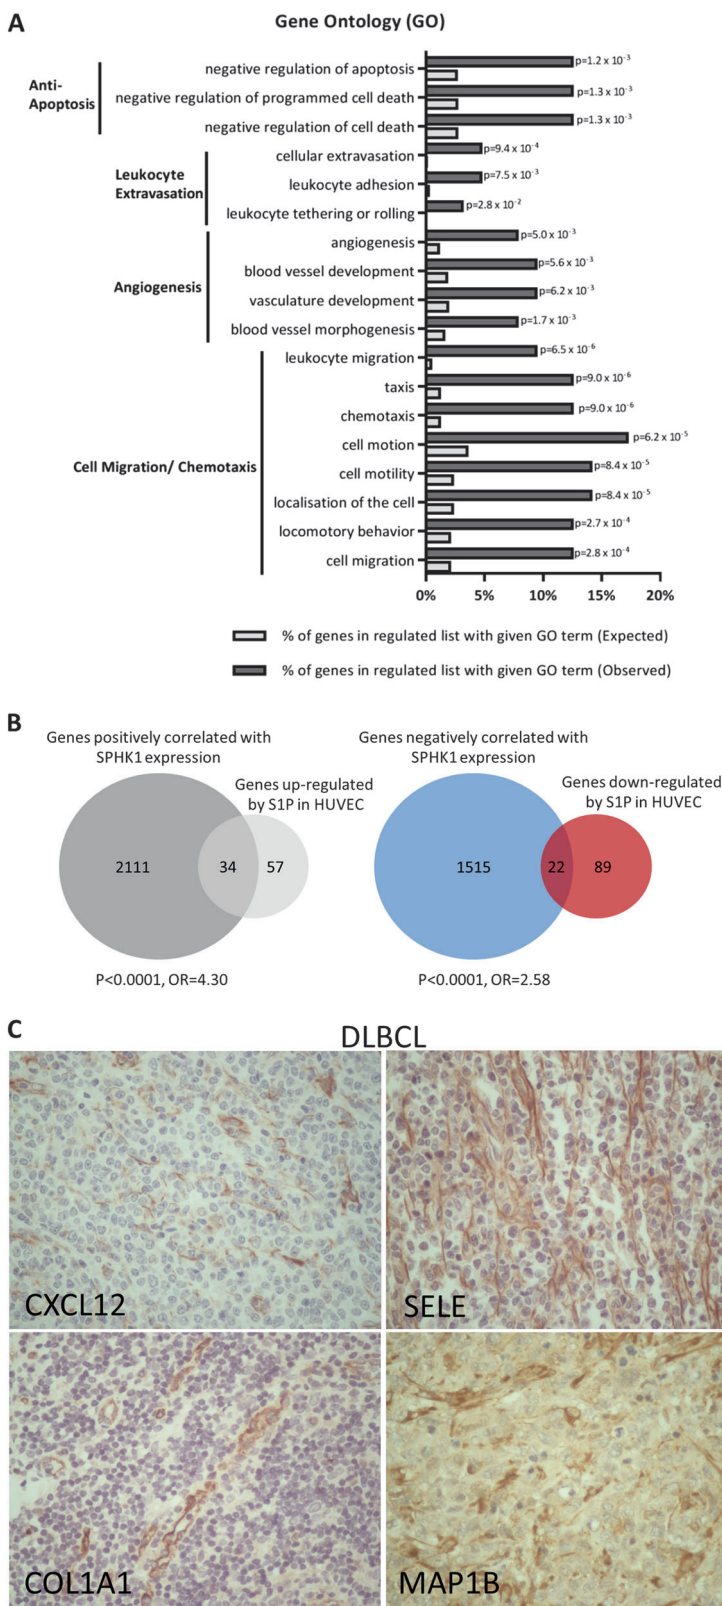 A
Gene Ontology (GO)
Anti-
Apoptosis
negative regulation of apoptosis
p=1.2 x 10⁻³
negative regulation of programmed cell death
p=1.3 x 10⁻³
negative regulation of cell death
p=1.3 x 10⁻³
Leukocyte
Extravasation
cellular extravasation
p=9.4 x 10⁻⁴
leukocyte adhesion
p=7.5 x 10⁻³
leukocyte tethering or rolling
p=2.8 x 10⁻²
Angiogenesis
angiogenesis
p=5.0 x 10⁻³
blood vessel development
p=5.6 x 10⁻³
vasculature development
p=6.2 x 10⁻³
blood vessel morphogenesis
p=1.7 x 10⁻³
Cell Migration/ Chemotaxis
leukocyte migration
p=6.5 x 10⁻⁶
taxis
p=9.0 x 10⁻⁶
chemotaxis
p=9.0 x 10⁻⁶
cell motion
p=6.2 x 10⁻⁵
cell motility
p=8.4 x 10⁻⁵
localisation of the cell
p=8.4 x 10⁻⁵
locomotory behavior
p=2.7 x 10⁻⁴
cell migration
p=2.8 x 10⁻⁴
0% 5% 10% 15% 20%
% of genes in regulated list with given GO term (Expected)
% of genes in regulated list with given GO term (Observed)
B
Genes positively correlated with
SPHK1 expression
Genes up-regulated
by S1P in HUVEC
2111 34 57
P<0.0001, OR=4.30
Genes negatively correlated with
SPHK1 expression
Genes down-regulated
by S1P in HUVEC
1515 22 89
P<0.0001, OR=2.58
C
DLBCL
CXCL12
SELE
COL1A1
MAP1B